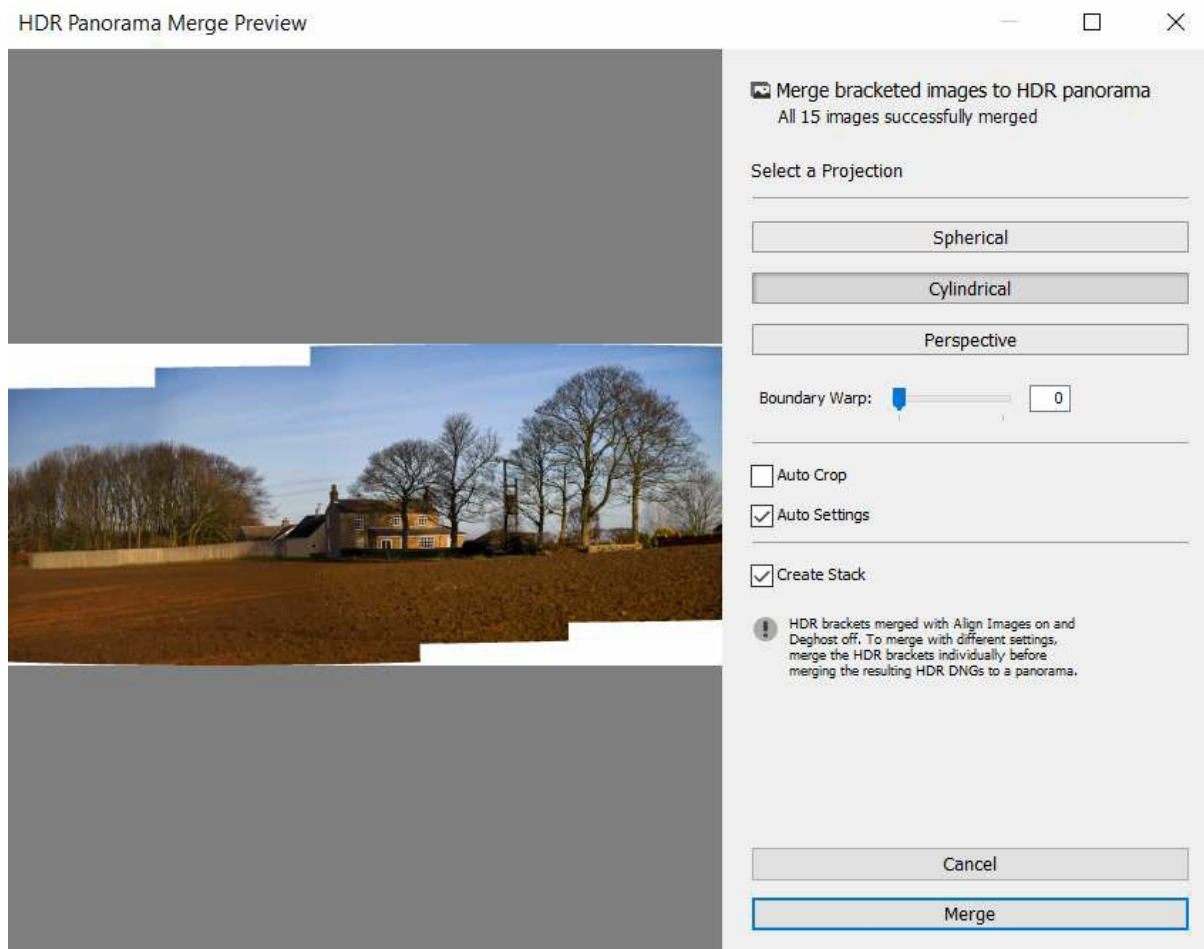 HDR Panorama Merge Preview
Merge bracketed images to HDR panorama
All 15 images successfully merged
Select a Projection
Spherical
Cylindrical
Perspective
Boundary Warp: 0
Auto Crop
Auto Settings
Create Stack
HDR brackets merged with Align Images on and
Deghost off. To merge with different settings,
merge the HDR brackets individually before
merging the resulting HDR DNGs to a panorama.
Cancel
Merge